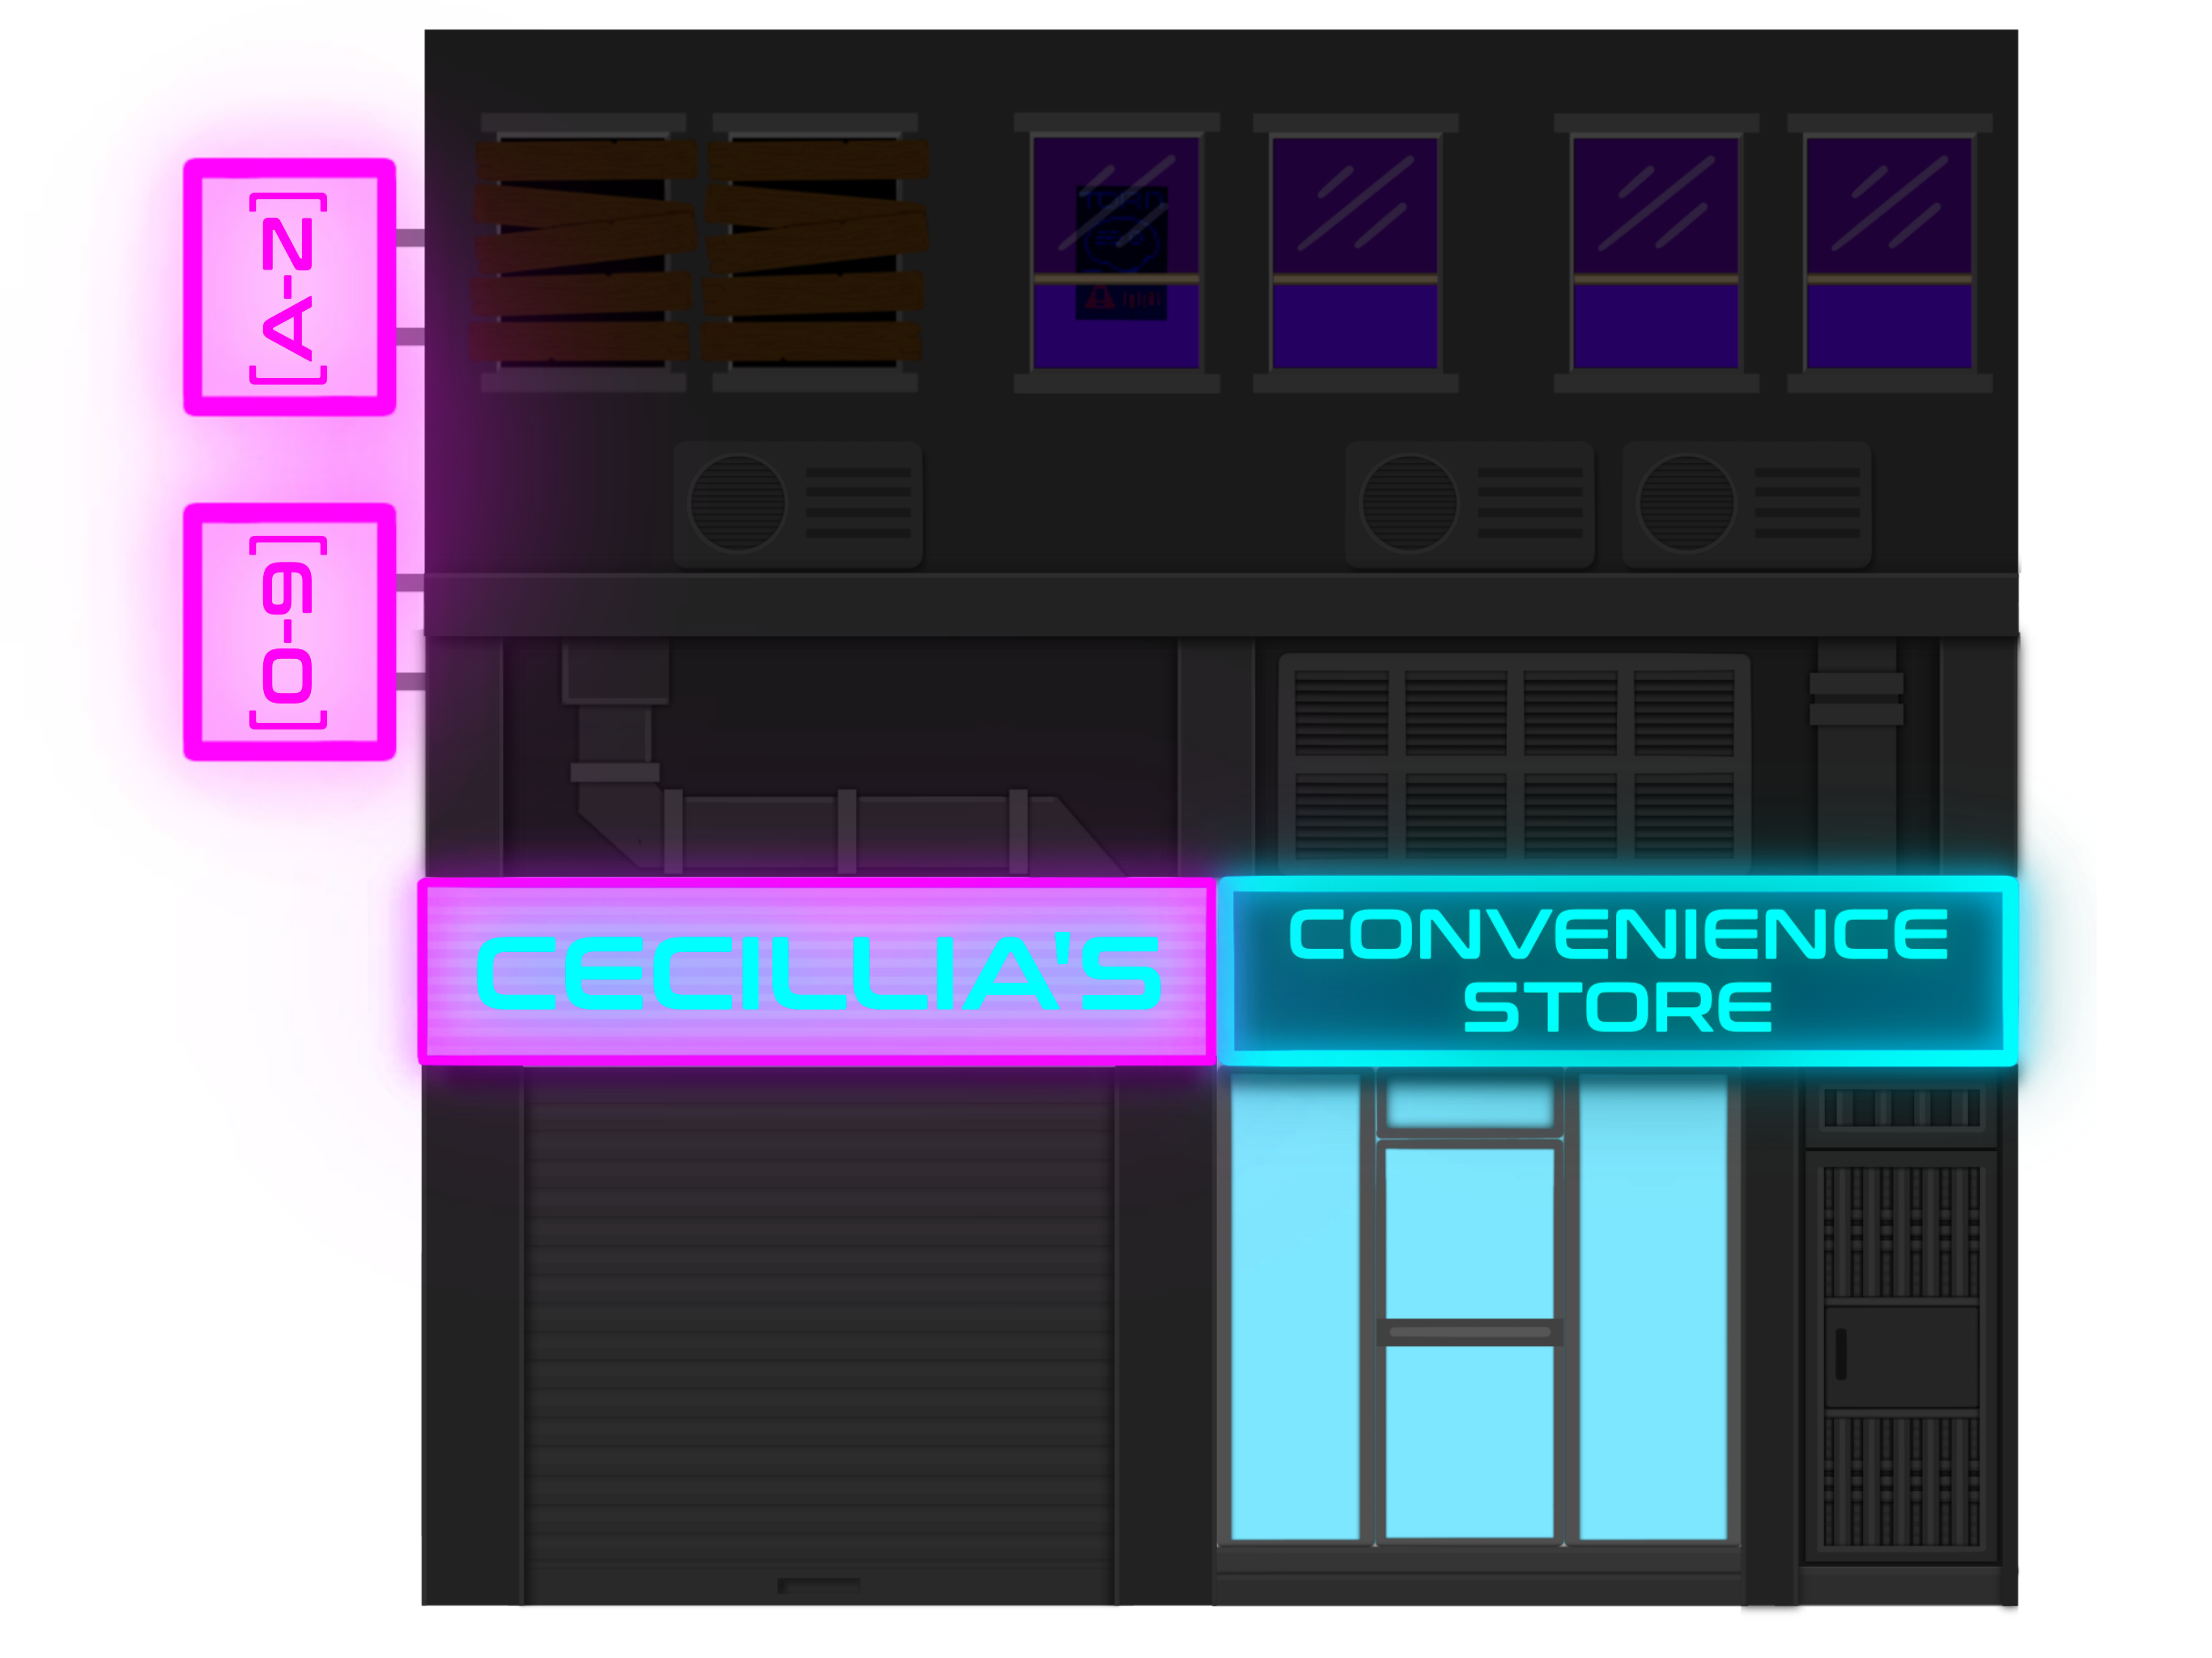 [A-Z]
[0-9]
CECILLIA'S
CONVENIENCE
STORE